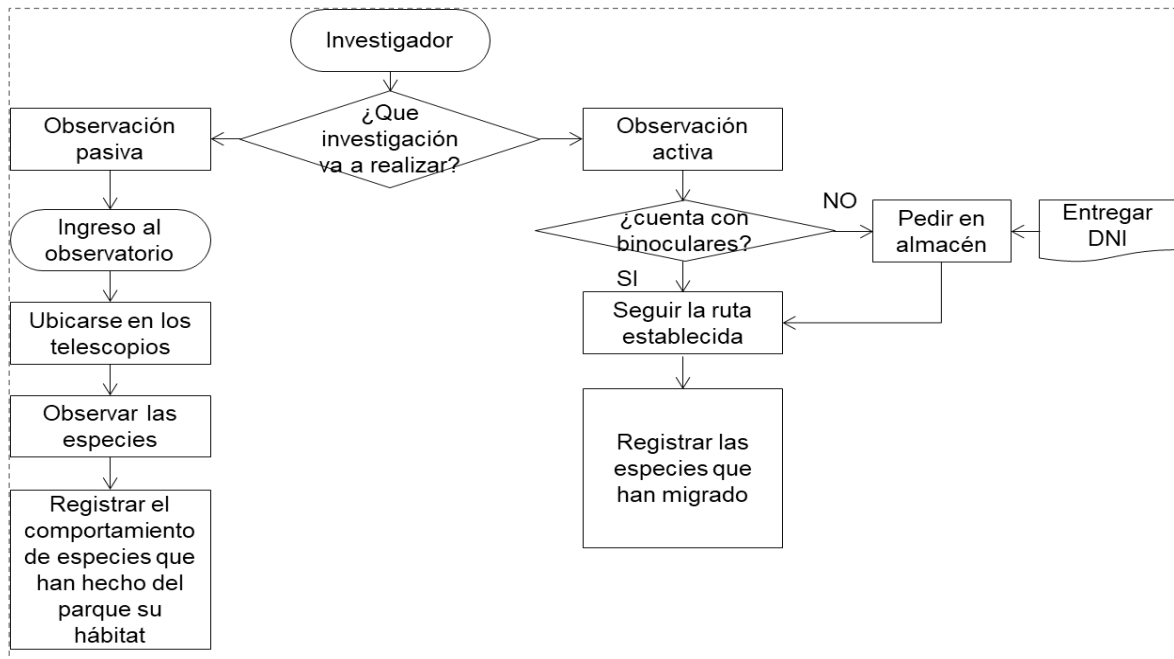 Investigador
¿Que
investigación
va a realizar?
Observación
pasiva
Ingreso al
observatorio
Ubicarse en los
telescopios
Observar las
especies
Registrar el
comportamiento
de especies que
han hecho del
parque su
hábitat
Observación
activa
¿cuenta con
binoculares?
NO
Pedir en
almacén
Entregar
DNI
SI
Seguir la ruta
establecida
Registrar las
especies que
han migrado